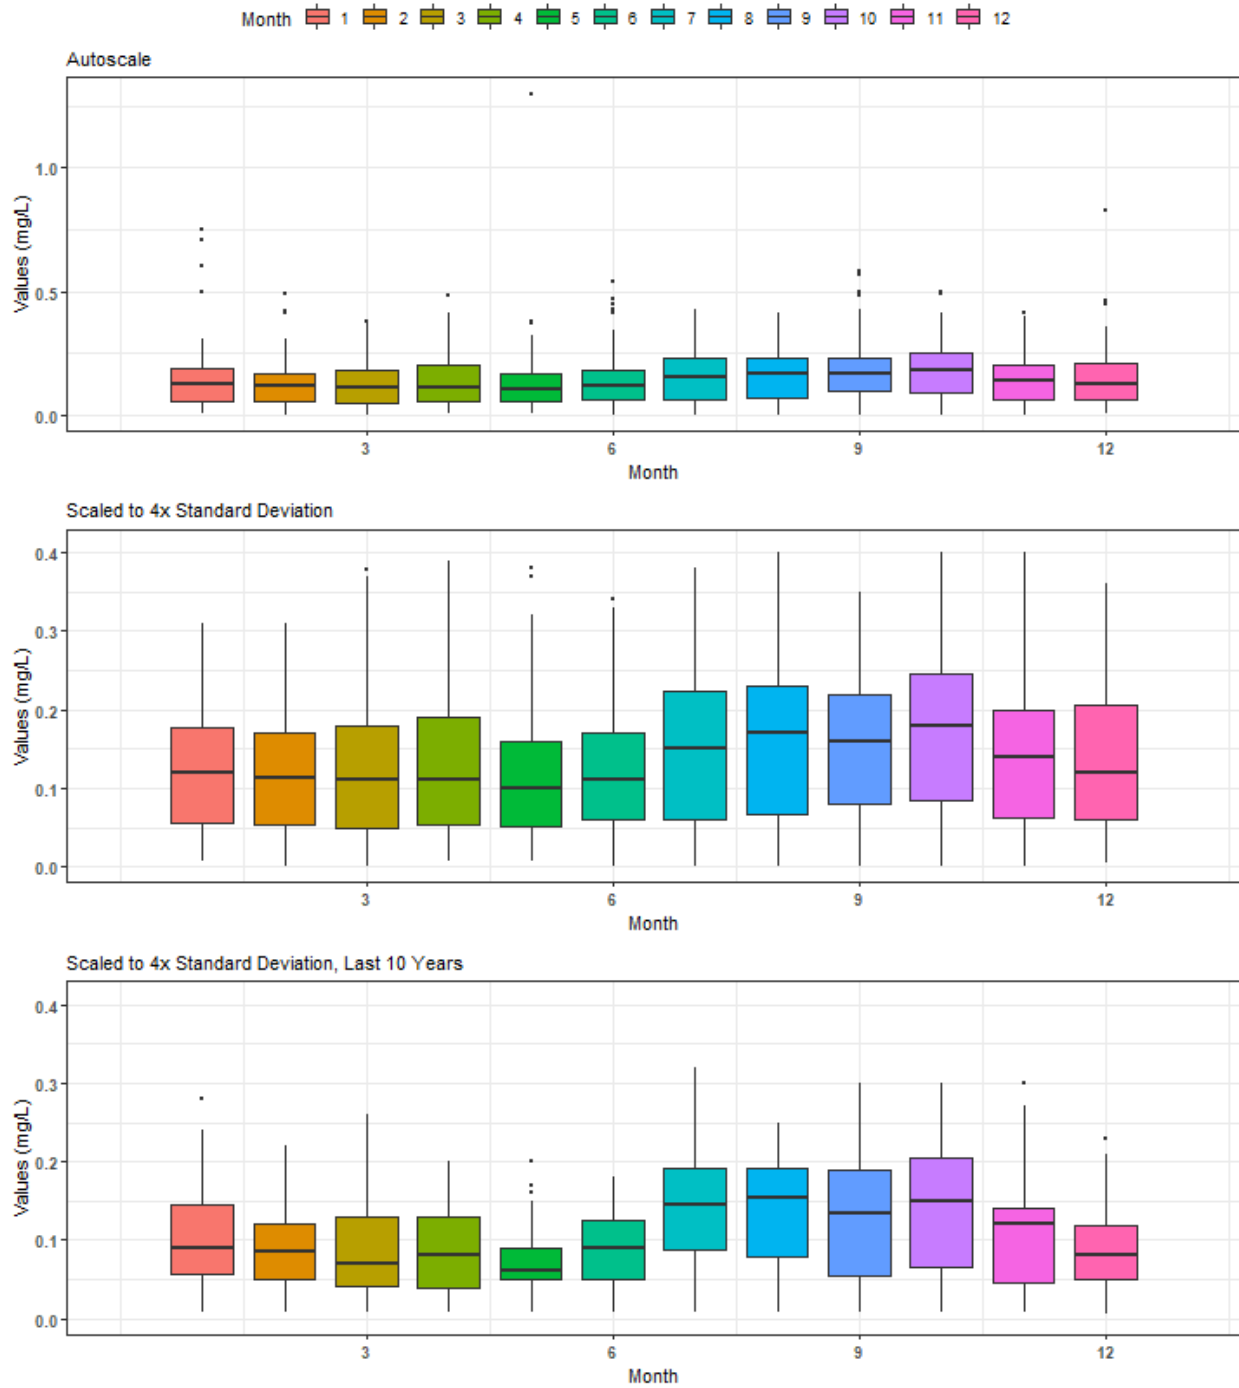 Month 1 2 3 4 5 6 7 8 9 10 11 12
Autoscale
1.0
0.5
0.0
Values (mg/L)
3 6 9 12
Month
Scaled to 4x Standard Deviation
0.4
0.3
0.2
0.1
0.0
Values (mg/L)
3 6 9 12
Month
Scaled to 4x Standard Deviation, Last 10 Years
0.4
0.3
0.2
0.1
0.0
Values (mg/L)
3 6 9 12
Month